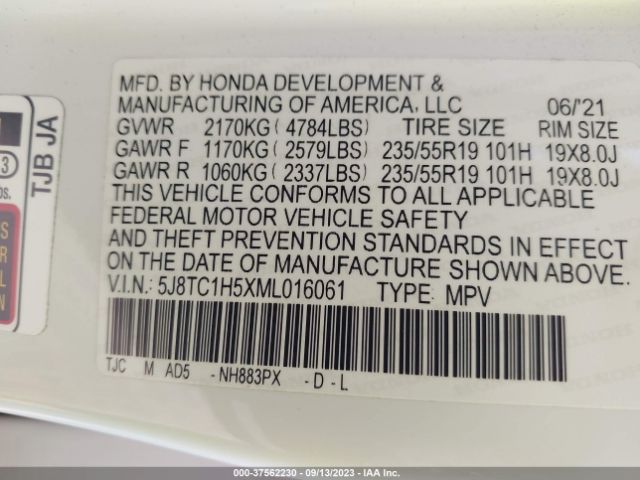 MFD. BY HONDA DEVELOPMENT &
MANUFACTURING OF AMERICA, LLC 06/'21
GVWR 2170KG ( 4784LBS) TIRE SIZE RIM SIZE
GAWR F 1170KG ( 2579LBS) 235/55R19 101H 19X8.0J
GAWR R 1060KG ( 2337LBS) 235/55R19 101H 19X8.0J
THIS VEHICLE CONFORMS TO ALL APPLICABLE
FEDERAL MOTOR VEHICLE SAFETY
AND THEFT PREVENTION STANDARDS IN EFFECT
ON THE DATE OF MANUFACTURE SHOWN ABOVE.
V.I.N.: 5J8TC1H5XML016061 TYPE: MPV
TJC M AD5 -NH883PX -D-L
TJB JA
000-37562230 - 09/13/2023 - IAA Inc.